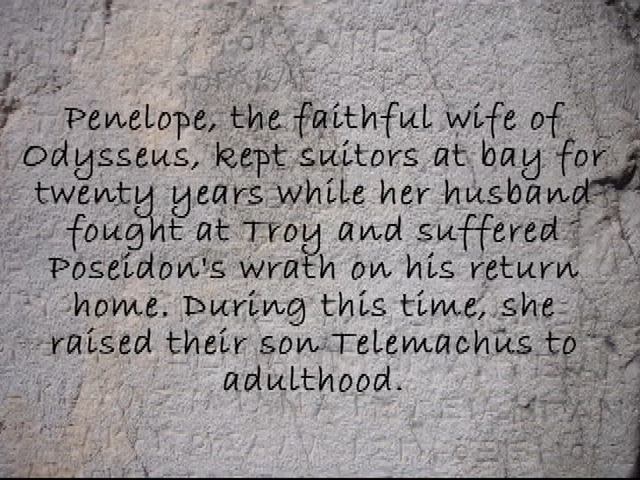 Penelope, the faithful wife of
Odysseus, kept suitors at bay for
twenty years while her husband
fought at Troy and suffered
Poseidon's wrath on his return
home. During this time, she
raised their son Telemachus to
adulthood.